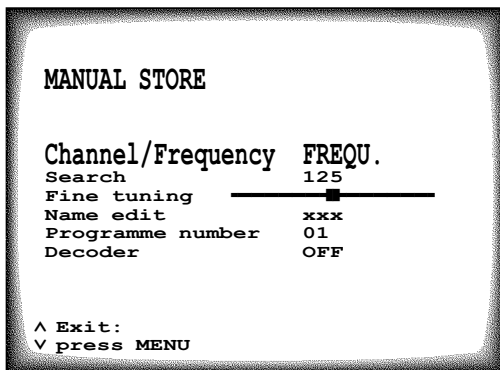 MANUAL STORE
Channel/Frequency FREQU.
Search 125
Fine tuning
Name edit xxx
Programme number 01
Decoder OFF
∧ Exit:
∨ press MENU